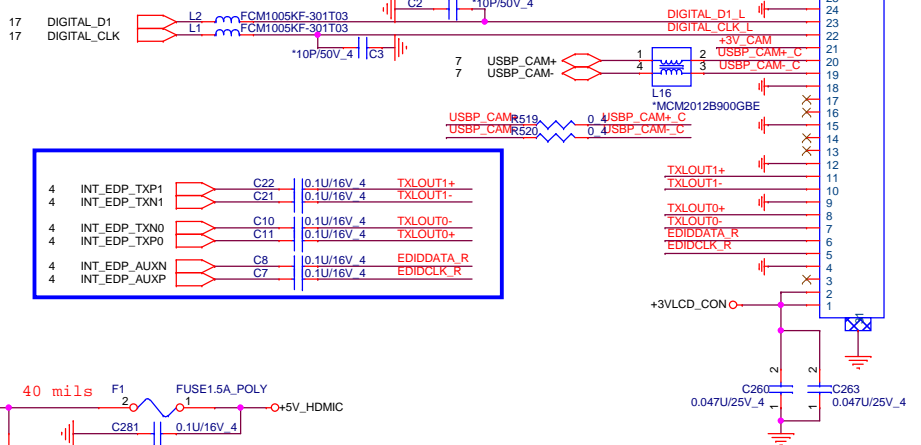 C2 *10P/50V_4
17 DIGITAL_D1 L2 FCM1005KF-301T03
17 DIGITAL_CLK L1 FCM1005KF-301T03
*10P/50V_4 C3
DIGITAL_D1_L
DIGITAL_CLK_L
+3V_CAM
7 USBP_CAM+ 1 2 USBP_CAM+_C
7 USBP_CAM- 4 3 USBP_CAM-_C
L16
*MCM2012B900GBE
USBP_CAM+ R519 0_4 USBP_CAM+_C
USBP_CAM- R520 0_4 USBP_CAM-_C
24
23
22
21
20
19
18
17
16
15
14
13
12
11
10
9
8
7
6
5
4
3
2
1
4 INT_EDP_TXP1 C22 0.1U/16V_4 TXLOUT1+
4 INT_EDP_TXN1 C21 0.1U/16V_4 TXLOUT1-
4 INT_EDP_TXN0 C10 0.1U/16V_4 TXLOUT0-
4 INT_EDP_TXP0 C11 0.1U/16V_4 TXLOUT0+
4 INT_EDP_AUXN C8 0.1U/16V_4 EDIDDATA_R
4 INT_EDP_AUXP C7 0.1U/16V_4 EDIDCLK_R
TXLOUT1+
TXLOUT1-
TXLOUT0+
TXLOUT0-
EDIDDATA_R
EDIDCLK_R
+3VLCD_CON
2 2
C260 C263
0.047U/25V_4 0.047U/25V_4
1 1
40 mils F1 FUSE1.5A_POLY
2 1 +5V_HDMIC
C281 0.1U/16V_4